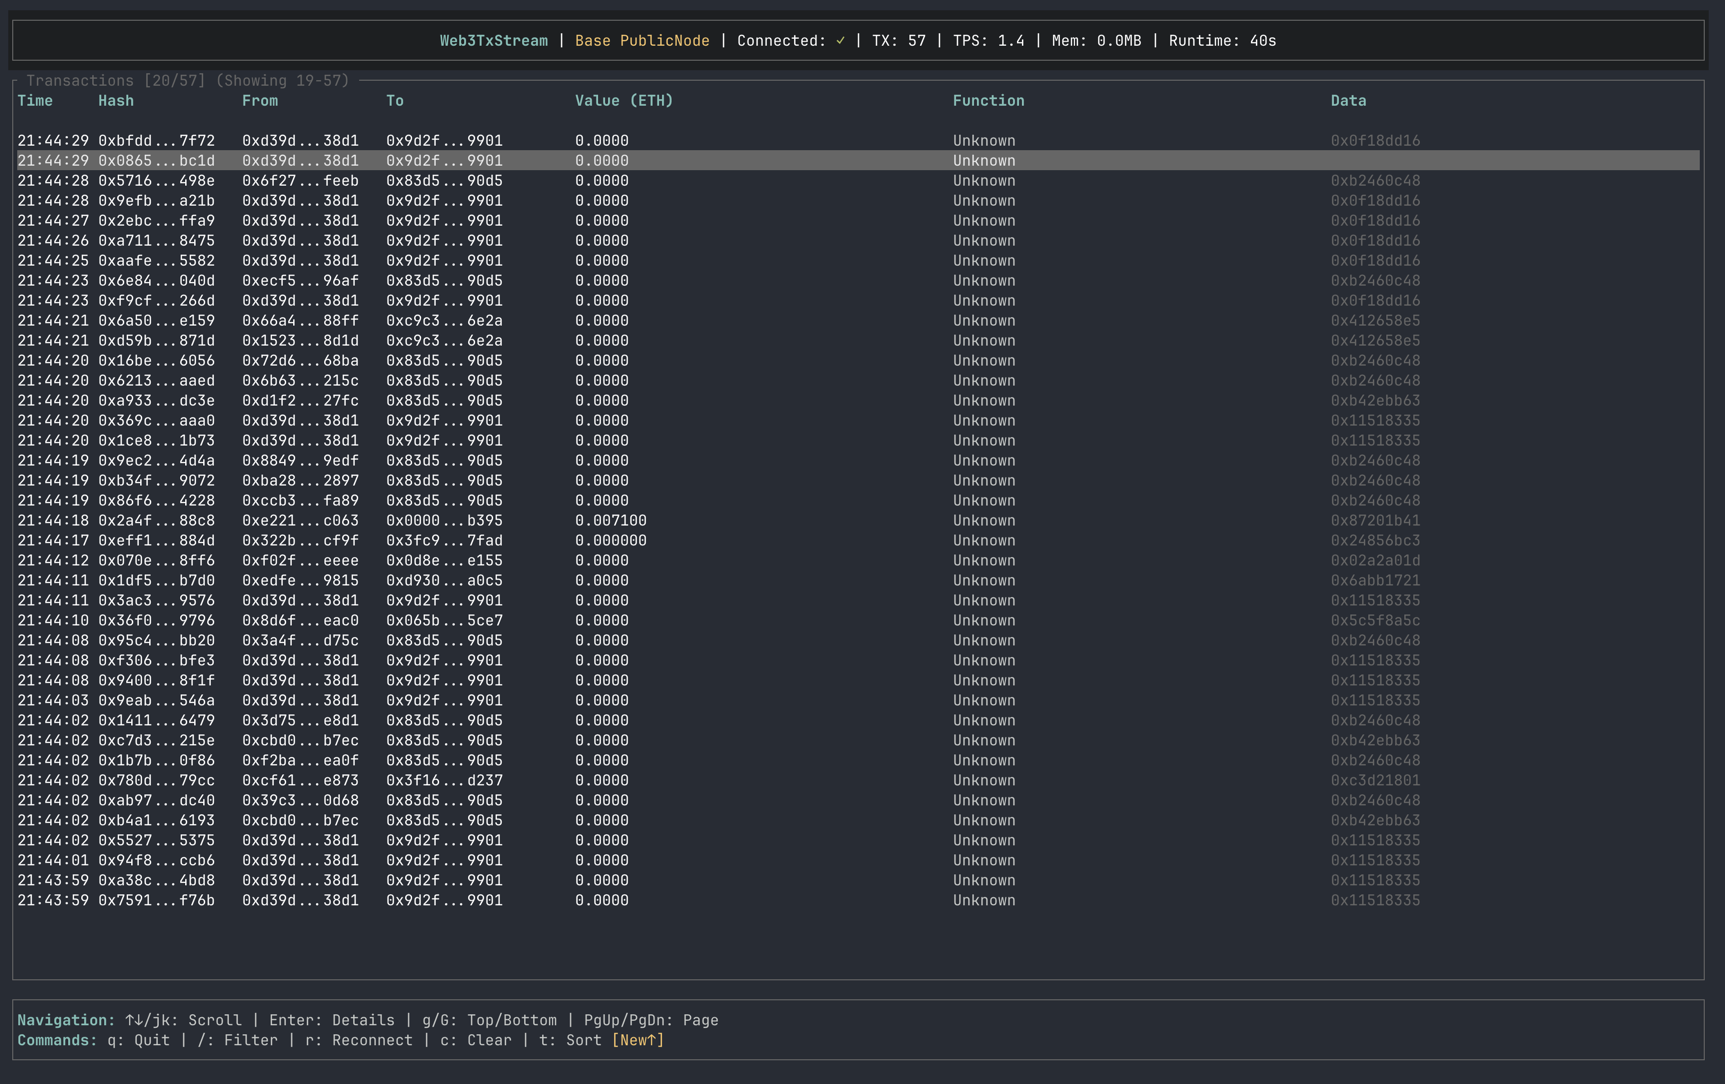 Web3TxStream | Base PublicNode | Connected: ✓ | TX: 57 | TPS: 1.4 | Mem: 0.0MB | Runtime: 40s
Transactions [20/57] (Showing 19-57)
Time Hash From To Value (ETH) Function Data
21:44:29 0xbfdd...7f72 0xd39d...38d1 0x9d2f...9901 0.0000 Unknown 0x0f18dd16
21:44:29 0x0865...bc1d 0xd39d...38d1 0x9d2f...9901 0.0000 Unknown
21:44:28 0x5716...498e 0x6f27...feeb 0x83d5...90d5 0.0000 Unknown 0xb2460c48
21:44:28 0x9efb...a21b 0xd39d...38d1 0x9d2f...9901 0.0000 Unknown 0x0f18dd16
21:44:27 0x2ebc...ffa9 0xd39d...38d1 0x9d2f...9901 0.0000 Unknown 0x0f18dd16
21:44:26 0xa711...8475 0xd39d...38d1 0x9d2f...9901 0.0000 Unknown 0x0f18dd16
21:44:25 0xaafe...5582 0xd39d...38d1 0x9d2f...9901 0.0000 Unknown 0x0f18dd16
21:44:23 0x6e84...040d 0xecf5...96af 0x83d5...90d5 0.0000 Unknown 0xb2460c48
21:44:23 0xf9cf...266d 0xd39d...38d1 0x9d2f...9901 0.0000 Unknown 0x0f18dd16
21:44:21 0x6a50...e159 0x66a4...88ff 0xc9c3...6e2a 0.0000 Unknown 0x412658e5
21:44:21 0xd59b...871d 0x1523...8d1d 0xc9c3...6e2a 0.0000 Unknown 0x412658e5
21:44:20 0x16be...6056 0x72d6...68ba 0x83d5...90d5 0.0000 Unknown 0xb2460c48
21:44:20 0x6213...aaed 0x6b63...215c 0x83d5...90d5 0.0000 Unknown 0xb2460c48
21:44:20 0xa933...dc3e 0xd1f2...27fc 0x83d5...90d5 0.0000 Unknown 0xb42ebb63
21:44:20 0x369c...aaa0 0xd39d...38d1 0x9d2f...9901 0.0000 Unknown 0x11518335
21:44:20 0x1ce8...1b73 0xd39d...38d1 0x9d2f...9901 0.0000 Unknown 0x11518335
21:44:19 0x9ec2...4d4a 0x8849...9edf 0x83d5...90d5 0.0000 Unknown 0xb2460c48
21:44:19 0xb34f...9072 0xba28...2897 0x83d5...90d5 0.0000 Unknown 0xb2460c48
21:44:19 0x86f6...4228 0xccb3...fa89 0x83d5...90d5 0.0000 Unknown 0xb2460c48
21:44:18 0x2a4f...88c8 0xe221...c063 0x0000...b395 0.007100 Unknown 0x87201b41
21:44:17 0xeff1...884d 0x322b...cf9f 0x3fc9...7fad 0.000000 Unknown 0x24856bc3
21:44:12 0x070e...8ff6 0xf02f...eeee 0x0d8e...e155 0.0000 Unknown 0x02a2a01d
21:44:11 0x1df5...b7d0 0xedfe...9815 0xd930...a0c5 0.0000 Unknown 0x6abb1721
21:44:11 0x3ac3...9576 0xd39d...38d1 0x9d2f...9901 0.0000 Unknown 0x11518335
21:44:10 0x36f0...9796 0x8d6f...eac0 0x065b...5ce7 0.0000 Unknown 0x5c5f8a5c
21:44:08 0x95c4...bb20 0x3a4f...d75c 0x83d5...90d5 0.0000 Unknown 0xb2460c48
21:44:08 0xf306...bfe3 0xd39d...38d1 0x9d2f...9901 0.0000 Unknown 0x11518335
21:44:08 0x9400...8f1f 0xd39d...38d1 0x9d2f...9901 0.0000 Unknown 0x11518335
21:44:03 0x9eab...546a 0xd39d...38d1 0x9d2f...9901 0.0000 Unknown 0x11518335
21:44:02 0x1411...6479 0x3d75...e8d1 0x83d5...90d5 0.0000 Unknown 0xb2460c48
21:44:02 0xc7d3...215e 0xcbd0...b7ec 0x83d5...90d5 0.0000 Unknown 0xb42ebb63
21:44:02 0x1b7b...0f86 0xf2ba...ea0f 0x83d5...90d5 0.0000 Unknown 0xb2460c48
21:44:02 0x780d...79cc 0xcf61...e873 0x3f16...d237 0.0000 Unknown 0xc3d21801
21:44:02 0xab97...dc40 0x39c3...0d68 0x83d5...90d5 0.0000 Unknown 0xb2460c48
21:44:02 0xb4a1...6193 0xcbd0...b7ec 0x83d5...90d5 0.0000 Unknown 0xb42ebb63
21:44:02 0x5527...5375 0xd39d...38d1 0x9d2f...9901 0.0000 Unknown 0x11518335
21:44:01 0x94f8...ccb6 0xd39d...38d1 0x9d2f...9901 0.0000 Unknown 0x11518335
21:43:59 0xa38c...4bd8 0xd39d...38d1 0x9d2f...9901 0.0000 Unknown 0x11518335
21:43:59 0x7591...f76b 0xd39d...38d1 0x9d2f...9901 0.0000 Unknown 0x11518335
Navigation: ↑↓/jk: Scroll | Enter: Details | g/G: Top/Bottom | PgUp/PgDn: Page
Commands: q: Quit | /: Filter | r: Reconnect | c: Clear | t: Sort [New↑]